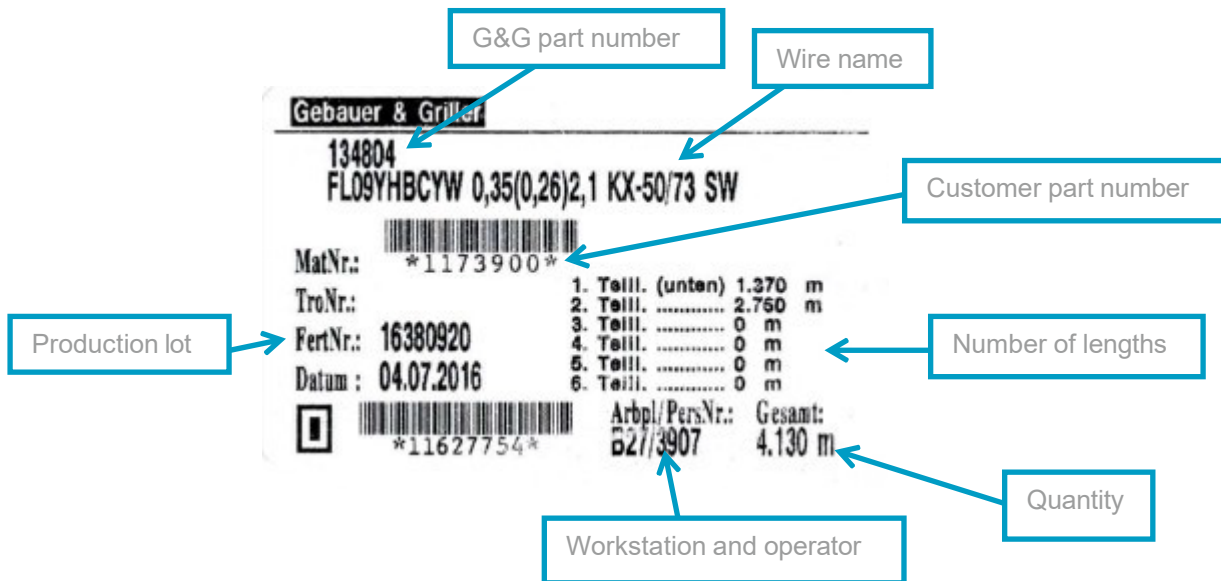 G&G part number
Wire name
Gebauer & Griller
134804
FL09YHBCYW 0,35(0,26)2,1 KX-50/73 SW
Customer part number
MatNr.: *1173900*
1. Teill. (unten) 1.370 m
TroNr.:
2. Teill. ............ 2.750 m
3. Teill. ............ 0 m
Production lot
FertNr.: 16380920
4. Teill. ............ 0 m
Number of lengths
5. Teill. ............ 0 m
Datum : 04.07.2016
6. Teill. ............ 0 m
Arbpl/PersNr.: Gesamt:
*11627754*
B27/3907 4.130 m
Quantity
Workstation and operator